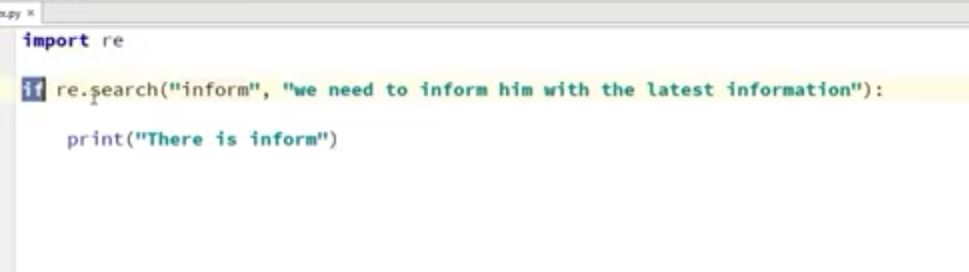 import re
if re.search("inform", "we need to inform him with the latest information"):
print("There is inform")